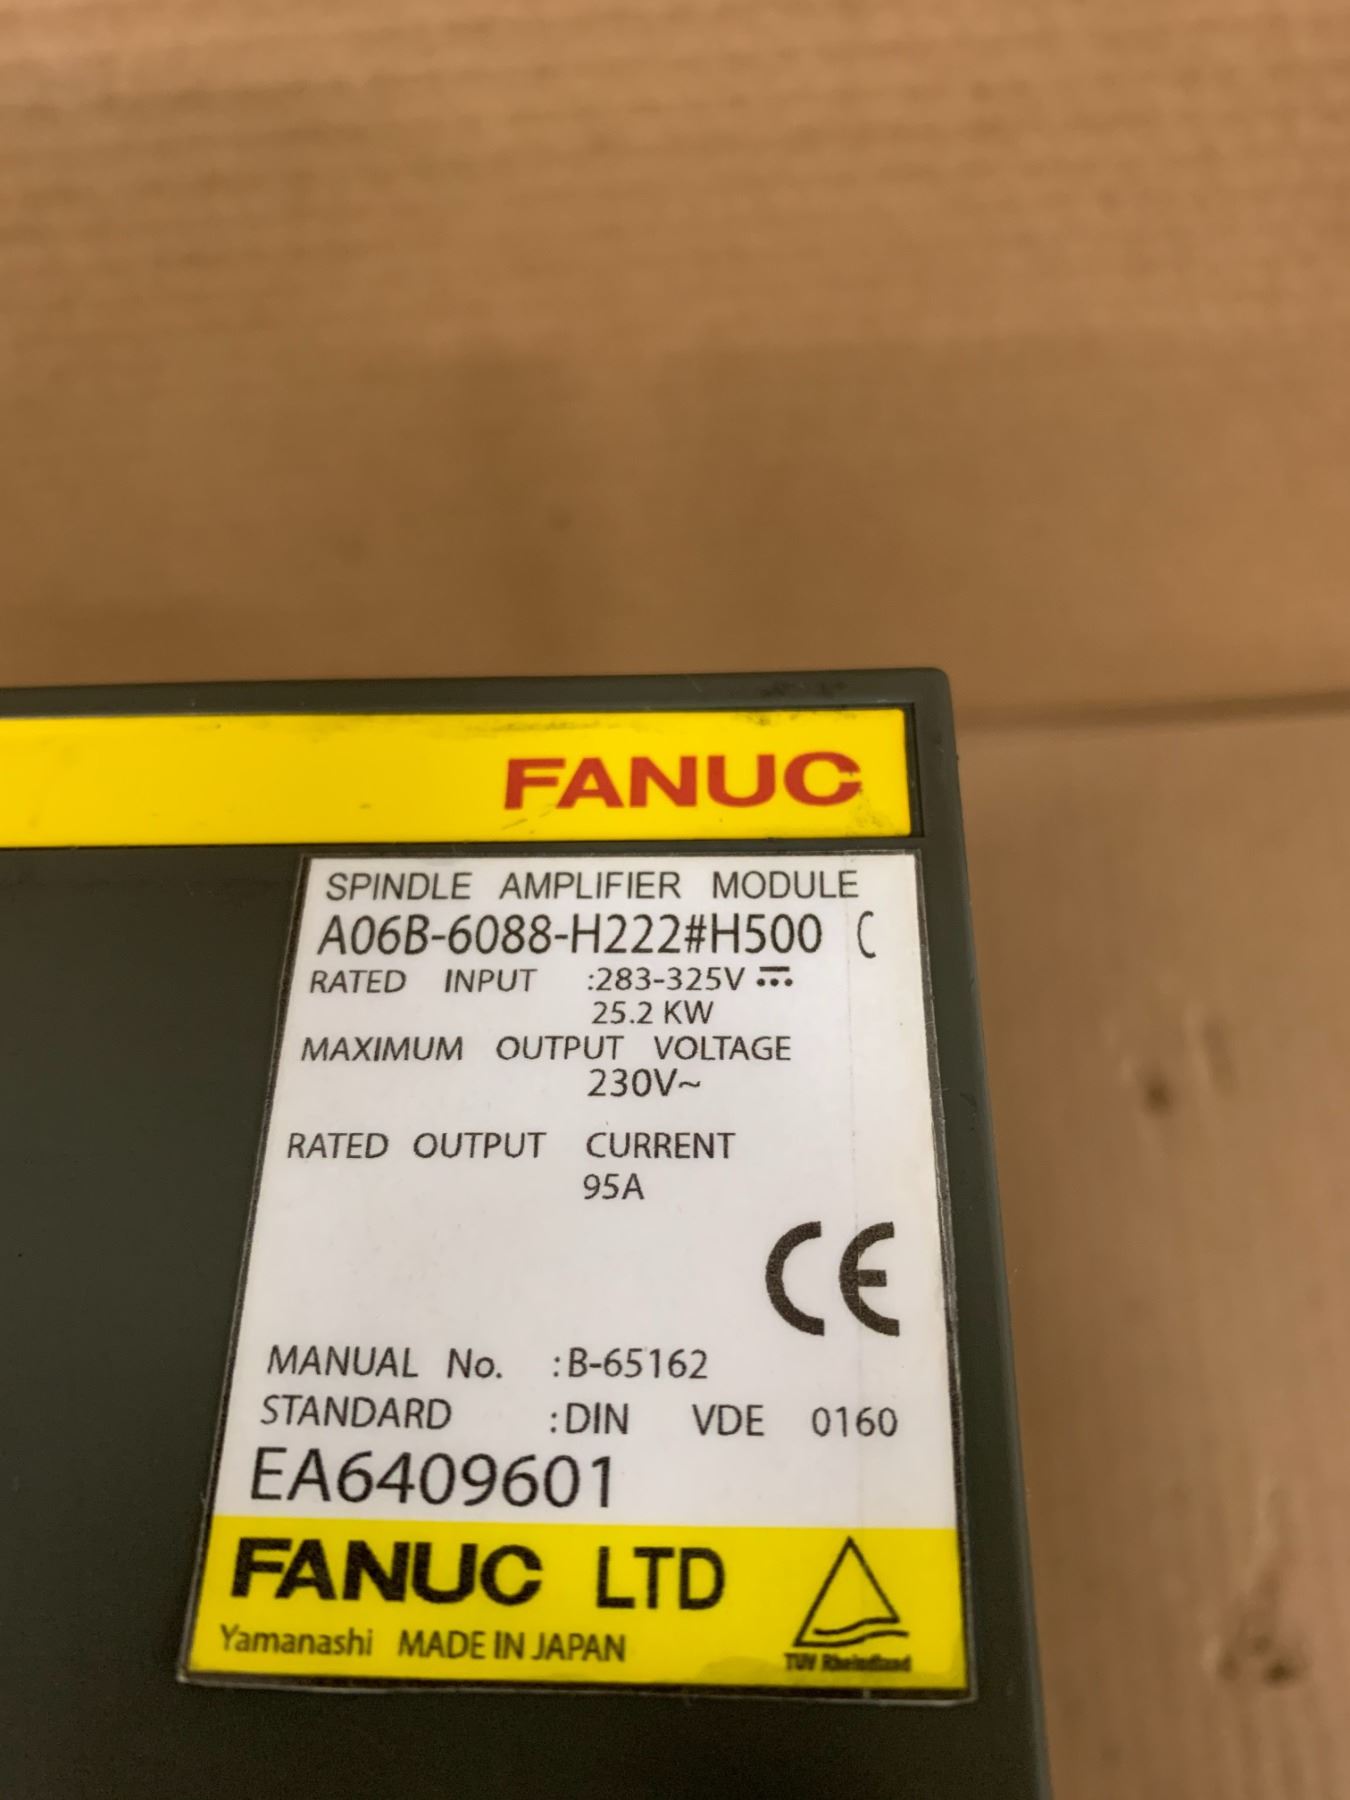 FANUC
SPINDLE AMPLIFIER MODULE
A06B-6088-H222#H500 C
RATED INPUT :283-325V
25.2 KW
MAXIMUM OUTPUT VOLTAGE
230V~
RATED OUTPUT CURRENT
95A
CE
MANUAL No. :B-65162
STANDARD :DIN VDE 0160
EA6409601
FANUC LTD
Yamanashi MADE IN JAPAN
TUV Rheindland